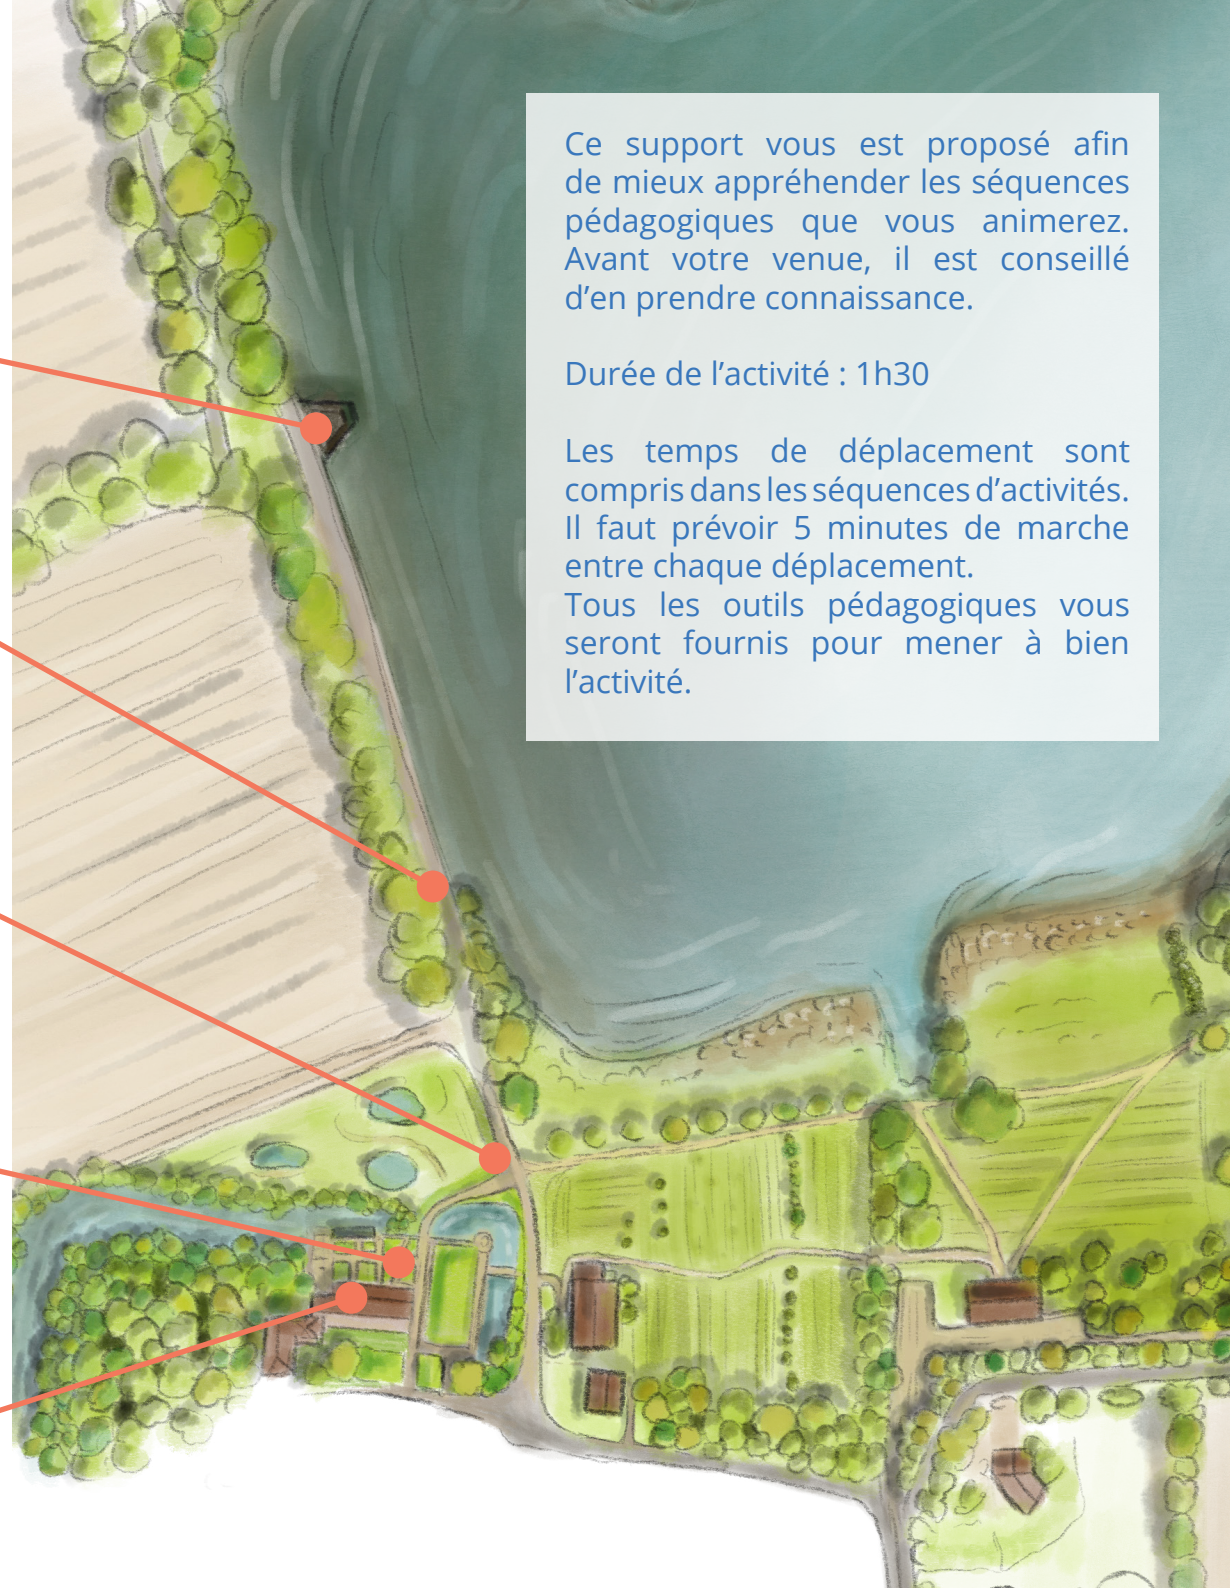 Ce support vous est proposé afin
de mieux appréhender les séquences
pédagogiques que vous animerez.
Avant votre venue, il est conseillé
d’en prendre connaissance.
Durée de l’activité : 1h30
Les temps de déplacement sont
compris dans les séquences d’activités.
Il faut prévoir 5 minutes de marche
entre chaque déplacement.
Tous les outils pédagogiques vous
seront fournis pour mener à bien
l’activité.